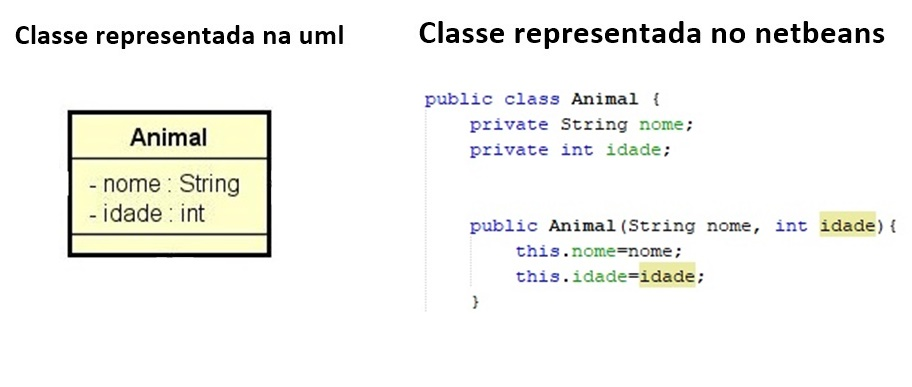 Classe representada na uml
Classe representada no netbeans
Animal
- nome : String
- idade : int
public class Animal {
private String nome;
private int idade;
public Animal(String nome, int idade){
this.nome=nome;
this.idade=idade;
}